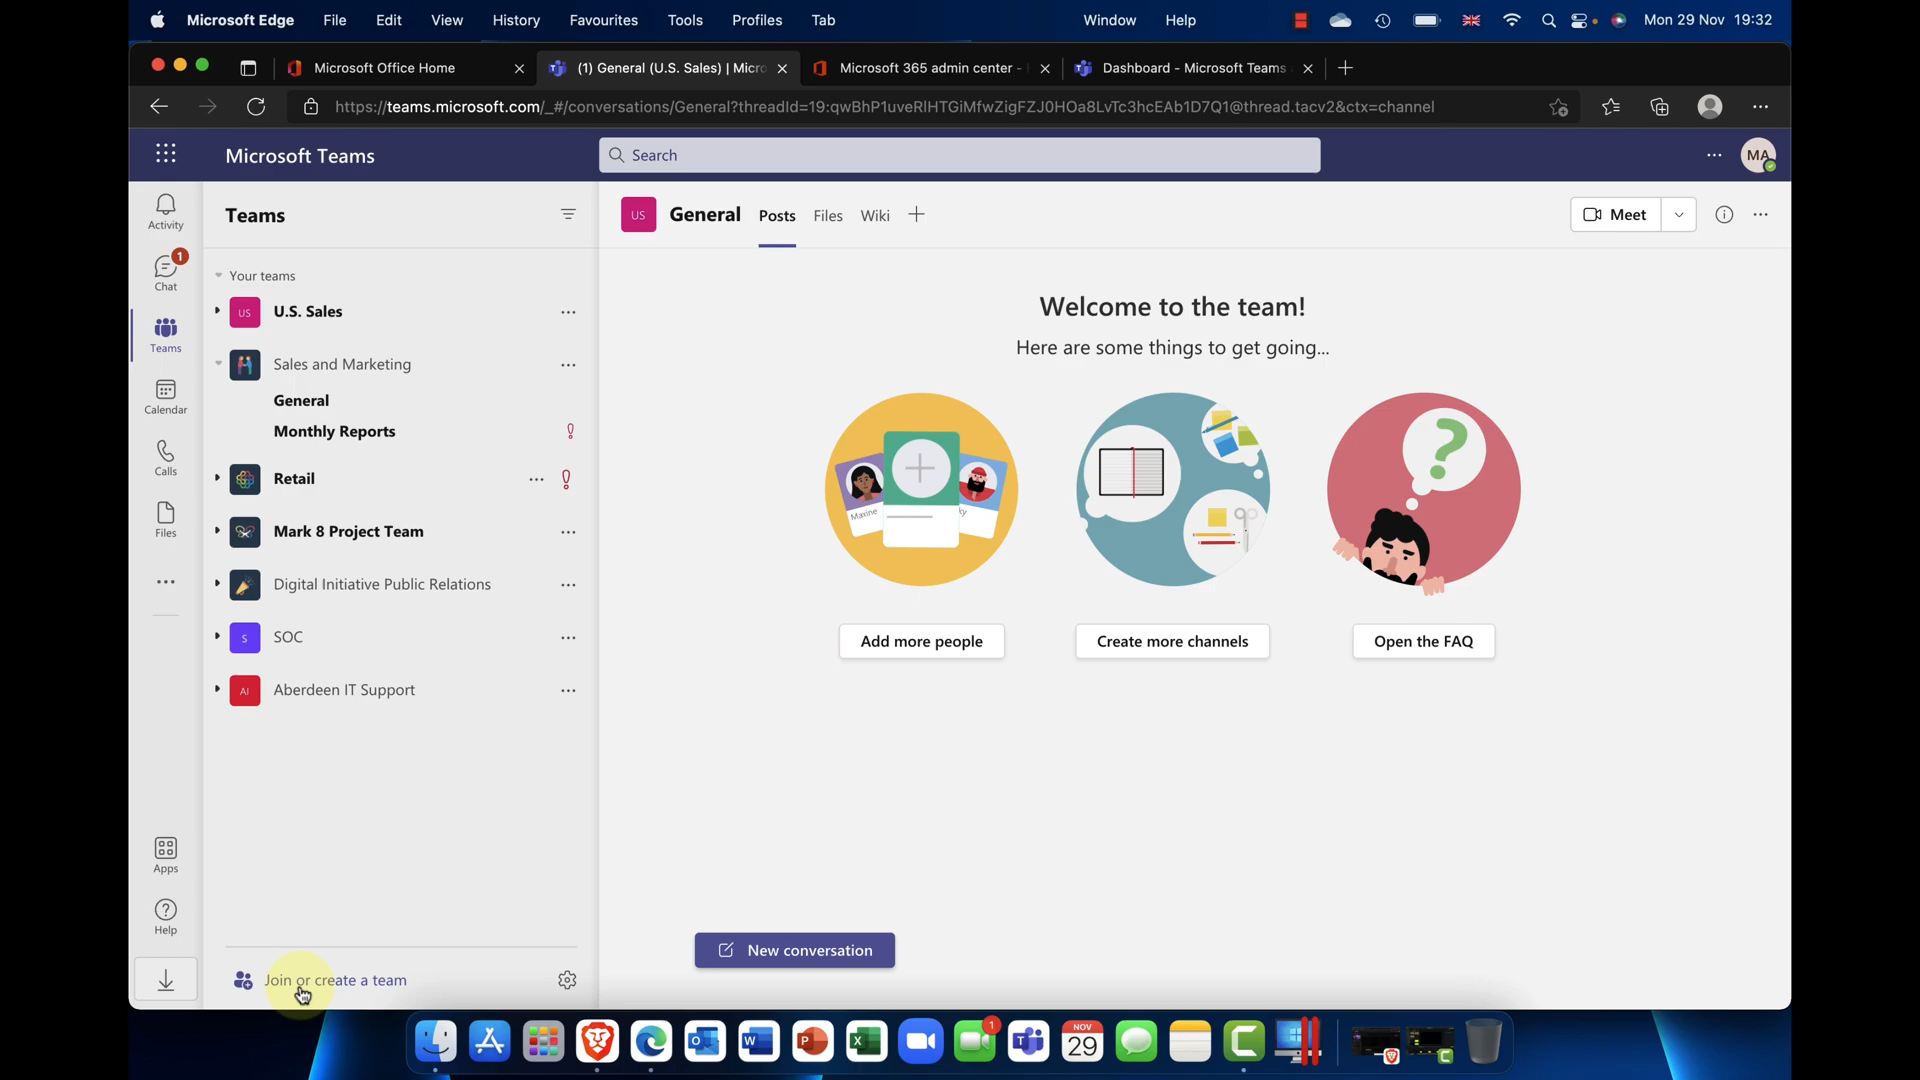 Microsoft Edge File Edit View History Favourites Tools Profiles Tab Window Help Mon 29 Nov 19:32
Microsoft Office Home
(1) General (U.S. Sales) | Micro
Microsoft 365 admin center -
Dashboard - Microsoft Teams
https://teams.microsoft.com/_#/conversations/General?threadId=19:qwBhP1uveRlHTGiMfwZigFZJ0HOa8LvTc3hcEAb1D7Q1@thread.tacv2&ctx=channel
Microsoft Teams
Search
MA
Activity
Chat
1
Teams
Calendar
Calls
Files
Apps
Help
Teams
Your teams
US U.S. Sales
Sales and Marketing
General
Monthly Reports
Retail
Mark 8 Project Team
Digital Initiative Public Relations
S SOC
AI Aberdeen IT Support
Join or create a team
US General Posts Files Wiki
Meet
Welcome to the team!
Here are some things to get going...
Maxine
ky
Add more people
Create more channels
Open the FAQ
New conversation
1
NOV
29